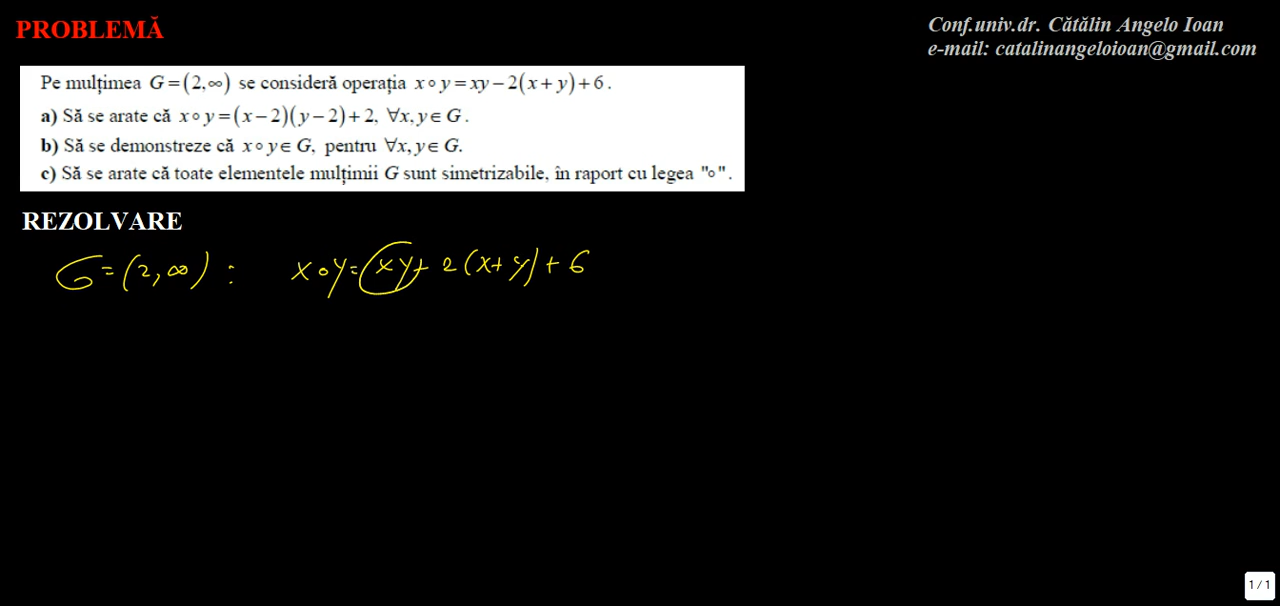 PROBLEMĂ
Conf.univ.dr. Cătălin Angelo Ioan
e-mail: catalinangeloioan@gmail.com
Pe mulțimea G=(2,∞) se consideră operația x∘y=xy−2(x+y)+6.
a) Să se arate că x∘y=(x−2)(y−2)+2, ∀x,y∈G.
b) Să se demonstreze că x∘y∈G, pentru ∀x,y∈G.
c) Să se arate că toate elementele mulțimii G sunt simetrizabile, în raport cu legea "∘".
REZOLVARE
G=(2,∞): x∘y=(xy+2(x+y)+6
1/1